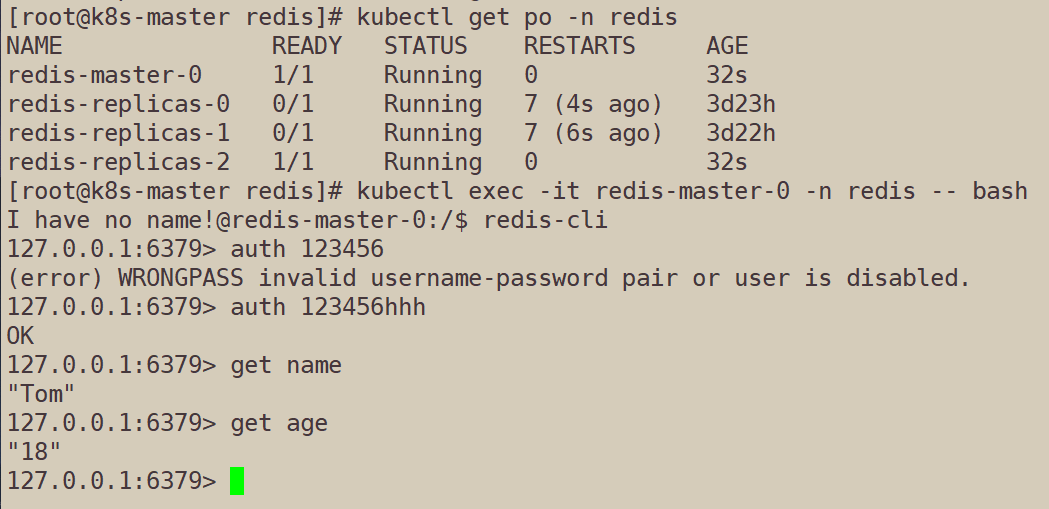 [root@k8s-master redis]# kubectl get po -n redis
NAME               READY   STATUS    RESTARTS     AGE
redis-master-0     1/1     Running   0            32s
redis-replicas-0   0/1     Running   7 (4s ago)   3d23h
redis-replicas-1   0/1     Running   7 (6s ago)   3d22h
redis-replicas-2   1/1     Running   0            32s
[root@k8s-master redis]# kubectl exec -it redis-master-0 -n redis -- bash
I have no name!@redis-master-0:/$ redis-cli
127.0.0.1:6379> auth 123456
(error) WRONGPASS invalid username-password pair or user is disabled.
127.0.0.1:6379> auth 123456hhh
OK
127.0.0.1:6379> get name
"Tom"
127.0.0.1:6379> get age
"18"
127.0.0.1:6379>